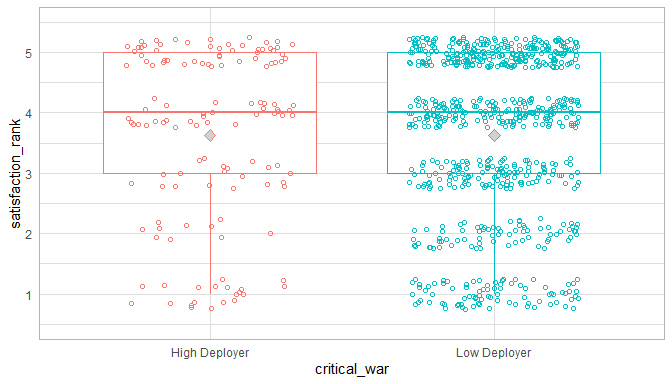 satisfaction_rank
5
4
3
2
1
High Deployer
Low Deployer
critical_war